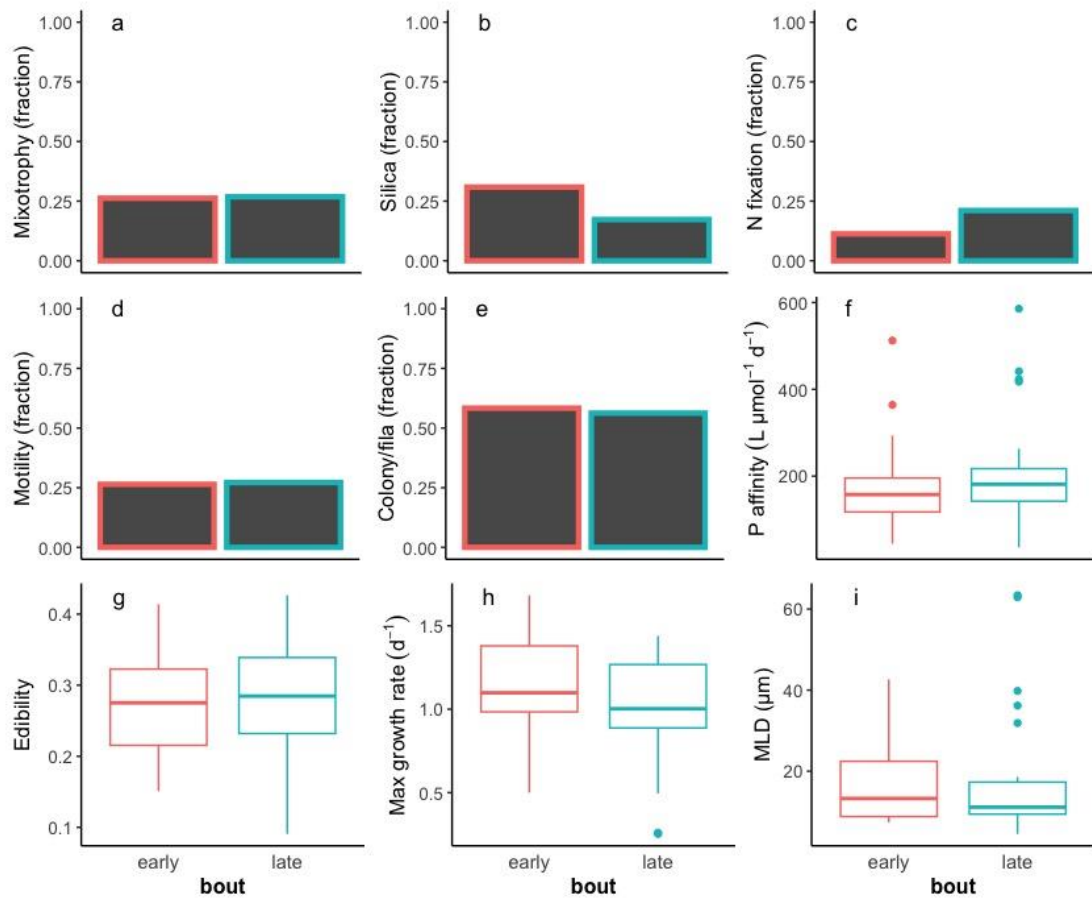 a
Mixotrophy (fraction)
1.00
0.75
0.50
0.25
0.00
b
Silica (fraction)
1.00
0.75
0.50
0.25
0.00
c
N fixation (fraction)
1.00
0.75
0.50
0.25
0.00
d
Motility (fraction)
1.00
0.75
0.50
0.25
0.00
e
Colony/fila (fraction)
1.00
0.75
0.50
0.25
0.00
f
P affinity (L μmol⁻¹ d⁻¹)
600
400
200
g
Edibility
0.4
0.3
0.2
0.1
early late
bout
h
Max growth rate (d⁻¹)
1.5
1.0
0.5
early late
bout
i
MLD (μm)
60
40
20
early late
bout